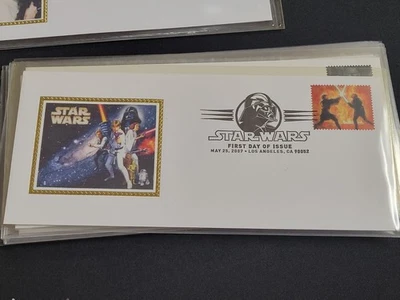 STAR
WARS
STAR WARS
FIRST DAY OF ISSUE
MAY 25, 2007 • LOS ANGELES, CA 90052